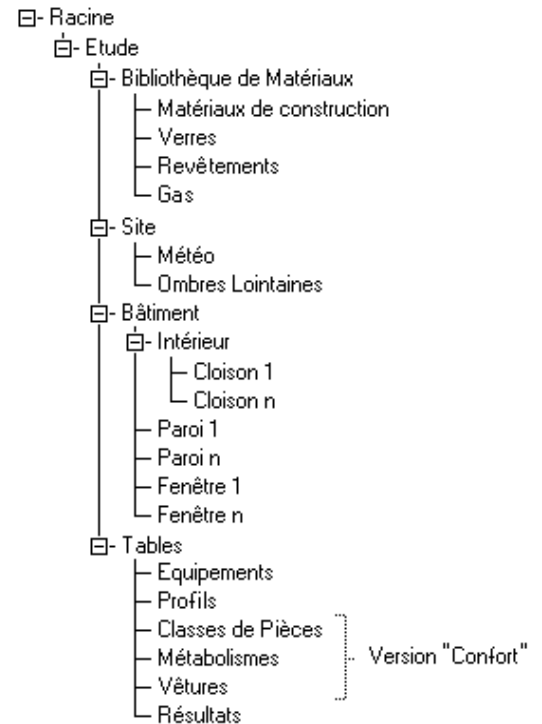 Racine
Etude
Bibliothèque de Matériaux
Matériaux de construction
Verres
Revêtements
Gas
Site
Météo
Ombres Lointaines
Bâtiment
Intérieur
Cloison 1
Cloison n
Paroi 1
Paroi n
Fenêtre 1
Fenêtre n
Tables
Equipements
Profils
Classes de Pièces
Métabolismes Version "Confort"
Vêtures
Résultats